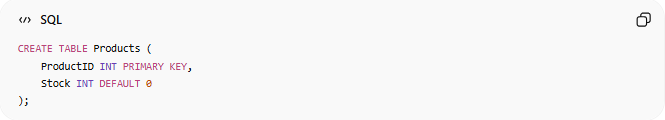 SQL
CREATE TABLE Products (
    ProductID INT PRIMARY KEY,
    Stock INT DEFAULT 0
);